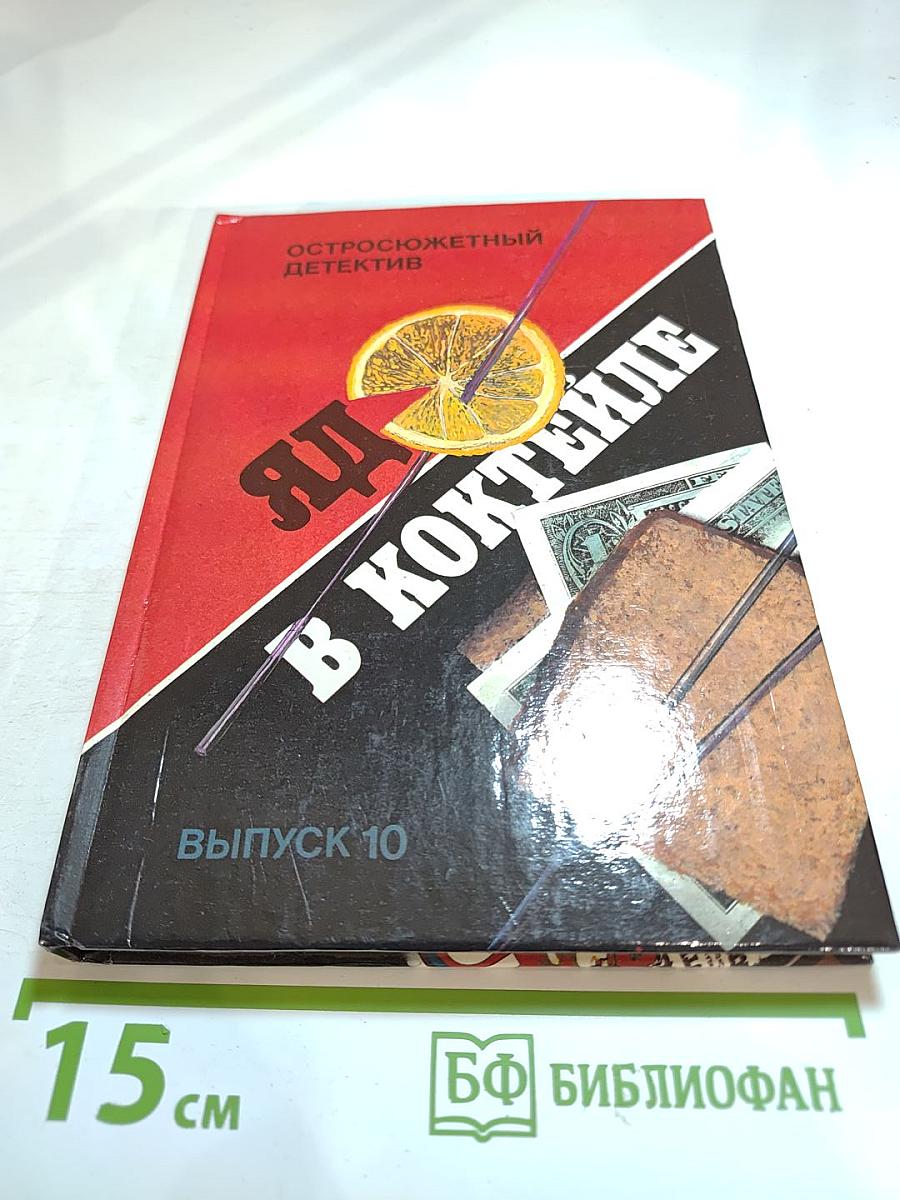 ОСТРОСЮЖЕТНЫЙ
ДЕТЕКТИВ
ЯД
В КОКТЕЙЛЕ
ВЫПУСК 10
15 см
БФ БИБЛИОФАН